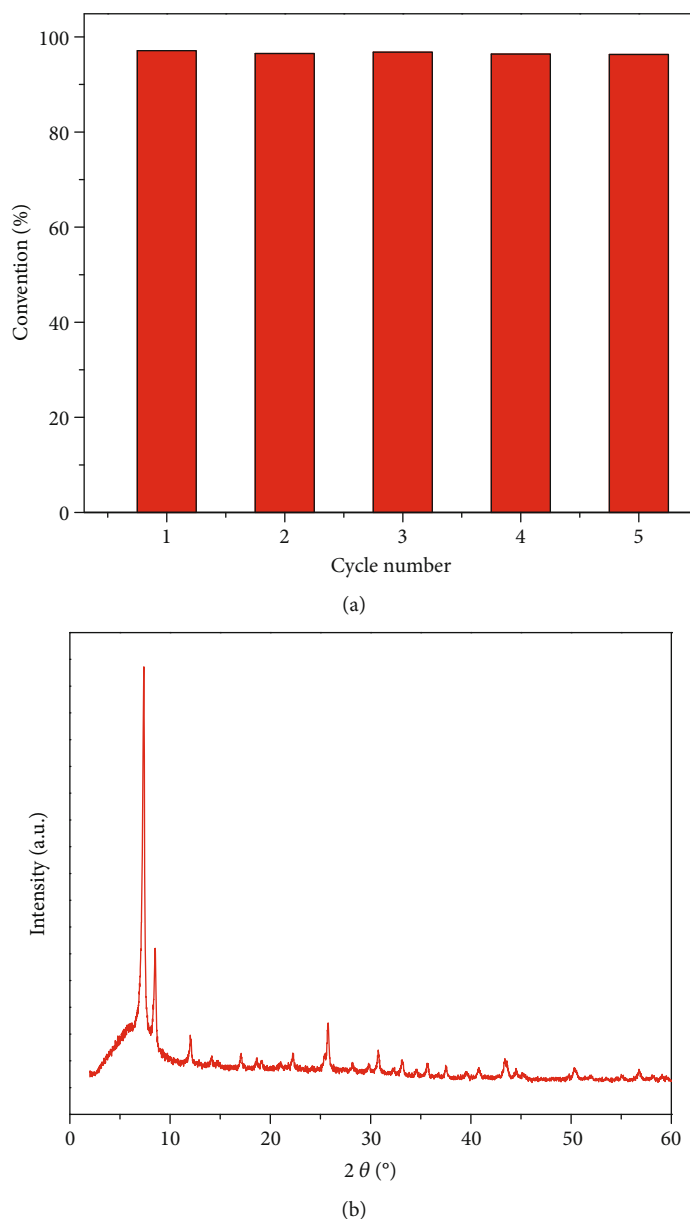 100
80
60
40
20
0
Convention (%)
1 2 3 4 5
Cycle number
(a)
Intensity (a.u.)
0 10 20 30 40 50 60
2 θ (°)
(b)